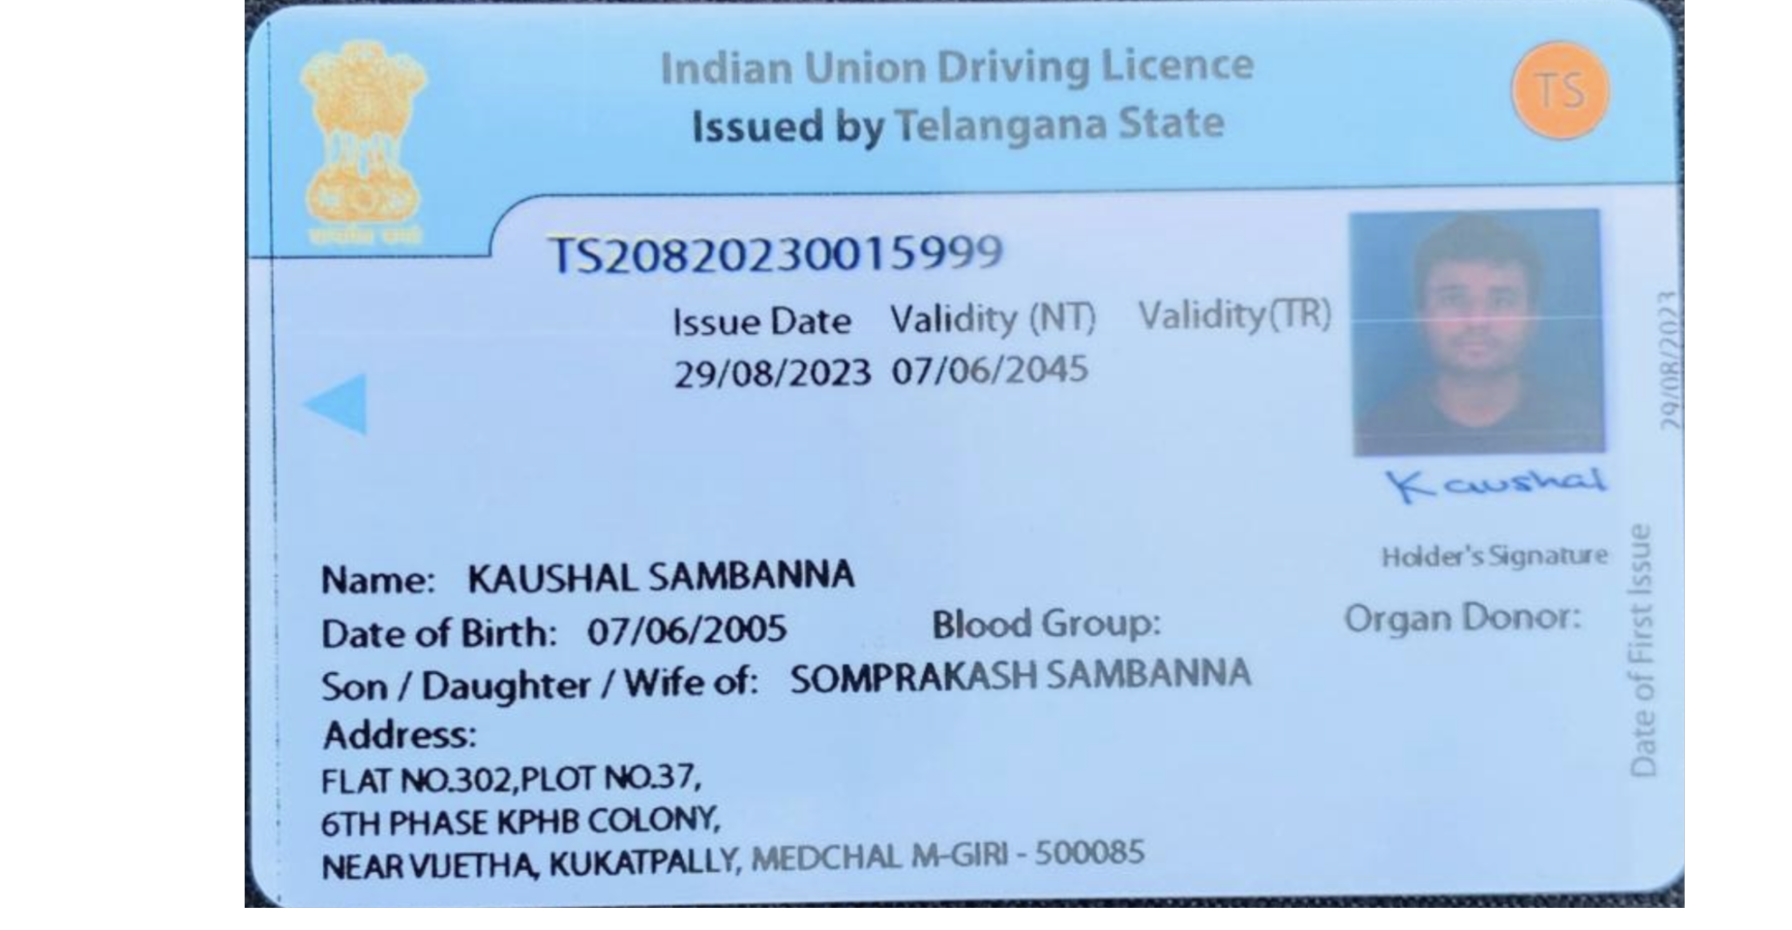 Indian Union Driving Licence
Issued by Telangana State
TS
TS20820230015999
Issue Date Validity (NT) Validity(TR)
29/08/2023 07/06/2045
29/08/2023
Kaushal
Holder's Signature
Name: KAUSHAL SAMBANNA
Date of Birth: 07/06/2005 Blood Group: Organ Donor:
Son / Daughter / Wife of: SOMPRAKASH SAMBANNA
Date of First Issue
Address:
FLAT NO.302,PLOT NO.37,
6TH PHASE KPHB COLONY,
NEAR VIJETHA, KUKATPALLY, MEDCHAL M-GIRI - 500085